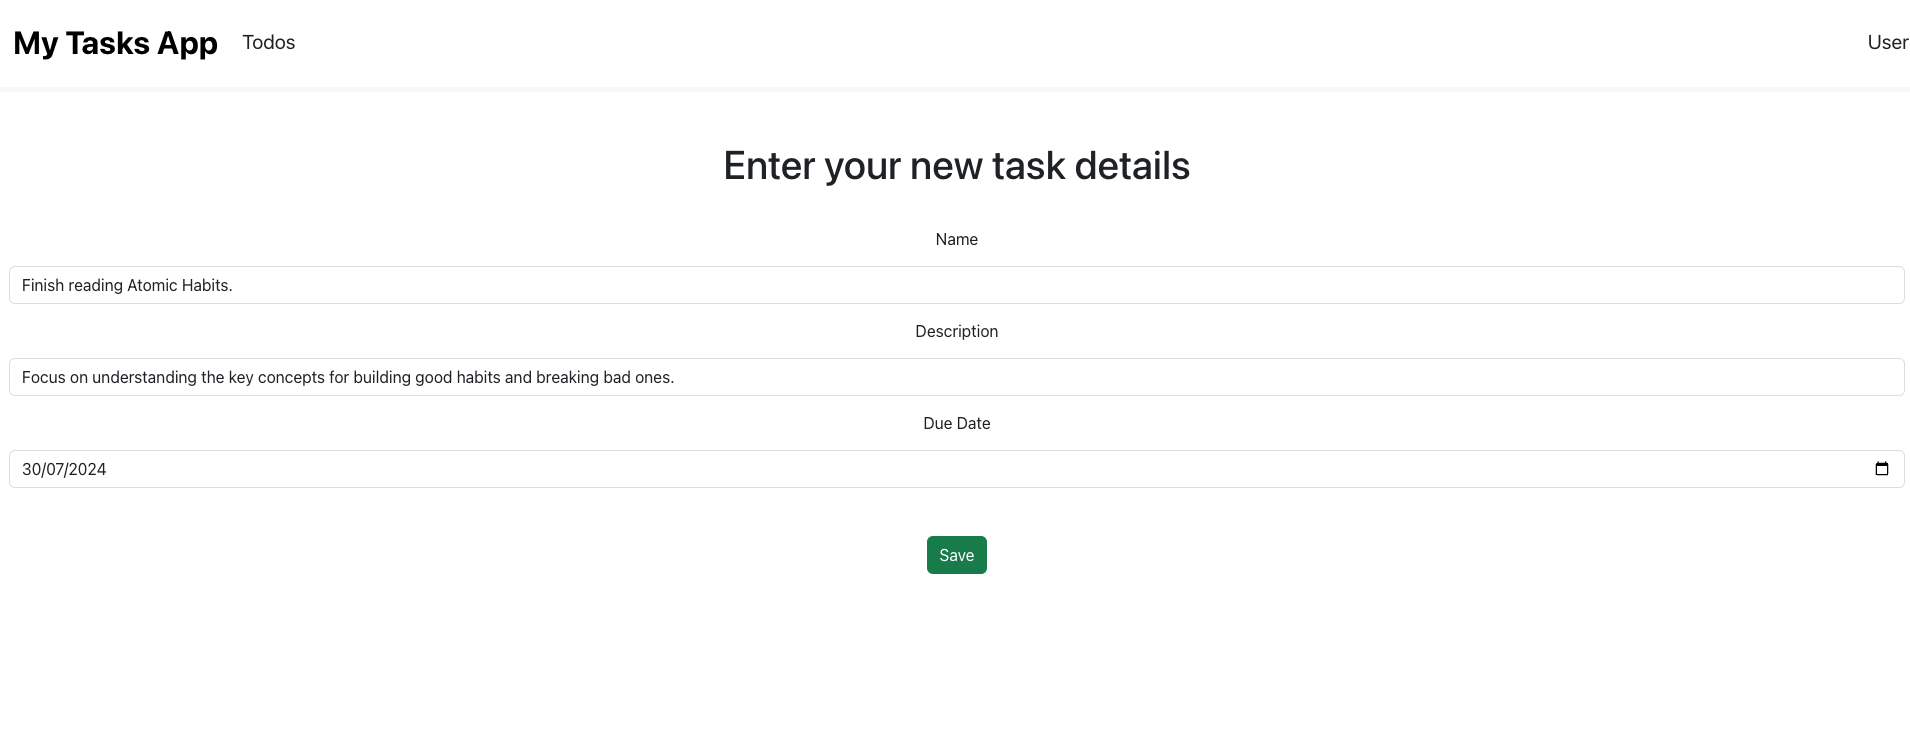 My Tasks App Todos User
Enter your new task details
Name
Finish reading Atomic Habits.
Description
Focus on understanding the key concepts for building good habits and breaking bad ones.
Due Date
30/07/2024
Save